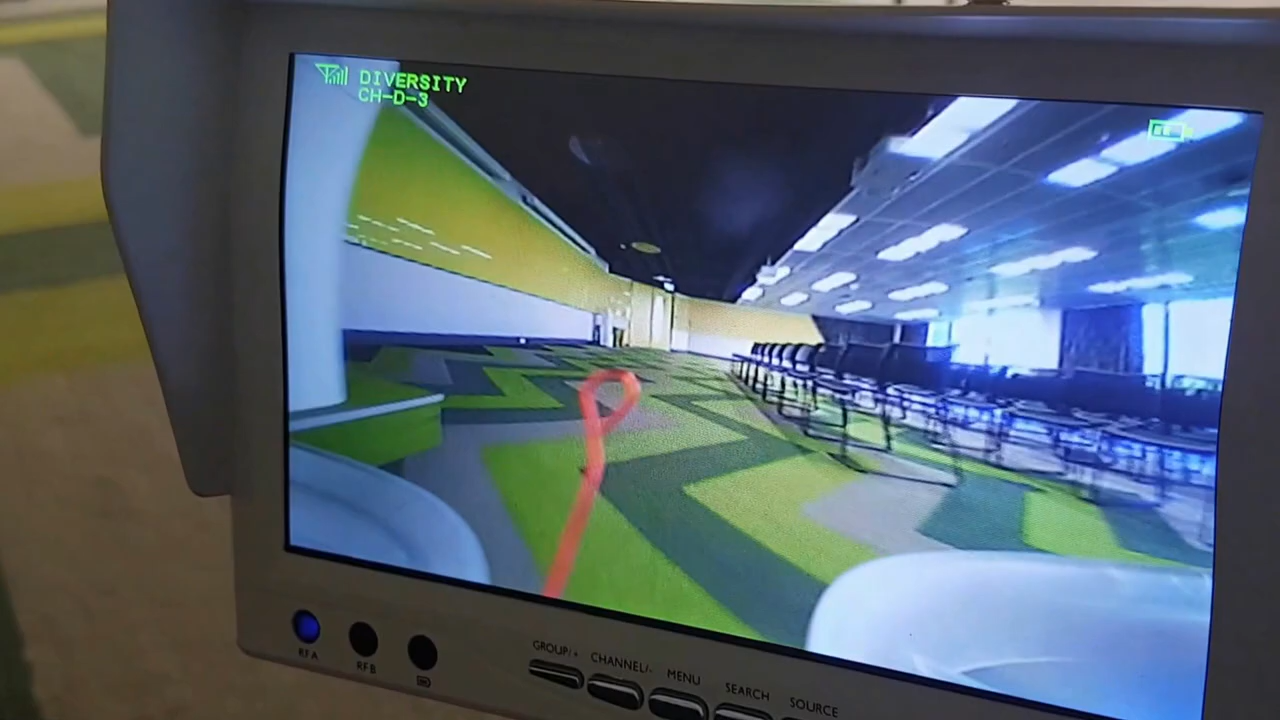 DIVERSITY
CH-D-3
RFA
RFB
GROUP/+
CHANNEL/-
MENU
SEARCH
SOURCE